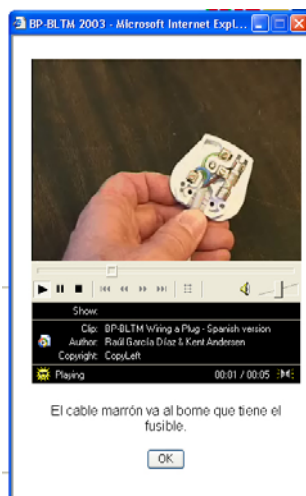 BP-BLTM 2003 - Microsoft Internet Expl...
Show:
Clip: BP-BLTM Wiring a Plug - Spanish version
Author: Raúl García Díaz & Kent Andersen
Copyright: CopyLeft
Playing 00:01 / 00:05
El cable marrón va al borne que tiene el
fusible.
OK